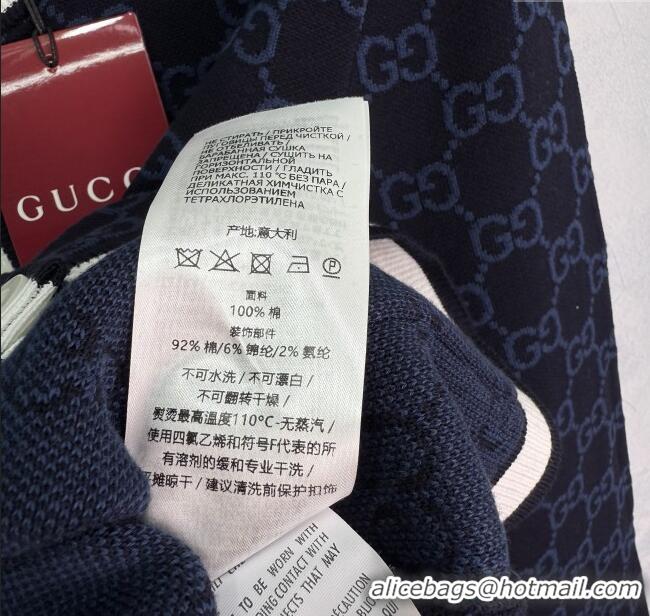 GUCC
НЕ СТИРАТЬ / ПРИКРОЙТЕ
ПУГОВИЦЫ ПЕРЕД ЧИСТКОЙ /
НЕ ОТБЕЛИВАТЬ /
БАРАБАННАЯ СУШКА
ЗАПРЕЩЕНА / СУШИТЬ НА
ГОРИЗОНТАЛЬНОЙ
ПОВЕРХНОСТИ / ГЛАДИТЬ
ПРИ МАКС. 110 °C БЕЗ ПАРА /
ДЕЛИКАТНАЯ ХИМЧИСТКА С
ИСПОЛЬЗОВАНИЕМ
ТЕТРАХЛОРЭТИЛЕНА
产地:意大利
面料
100% 棉
装饰部件
92% 棉/6% 锦纶/2% 氨纶
不可水洗 / 不可漂白 /
不可翻转干燥 /
熨烫最高温度110°C-无蒸汽 /
使用四氯乙烯和符号F代表的所
有溶剂的缓和专业干洗 /
平摊晾干 / 建议清洗前保护扣饰
TO BE WORN WITH
DING CONTACT WITH
ECTS THAT MAY
alicebags@hotmail.com